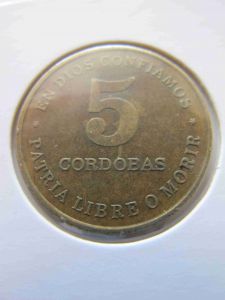 EN DIOS CONFIAMOS
5
CORDOBAS
PATRIA LIBRE O MORIR